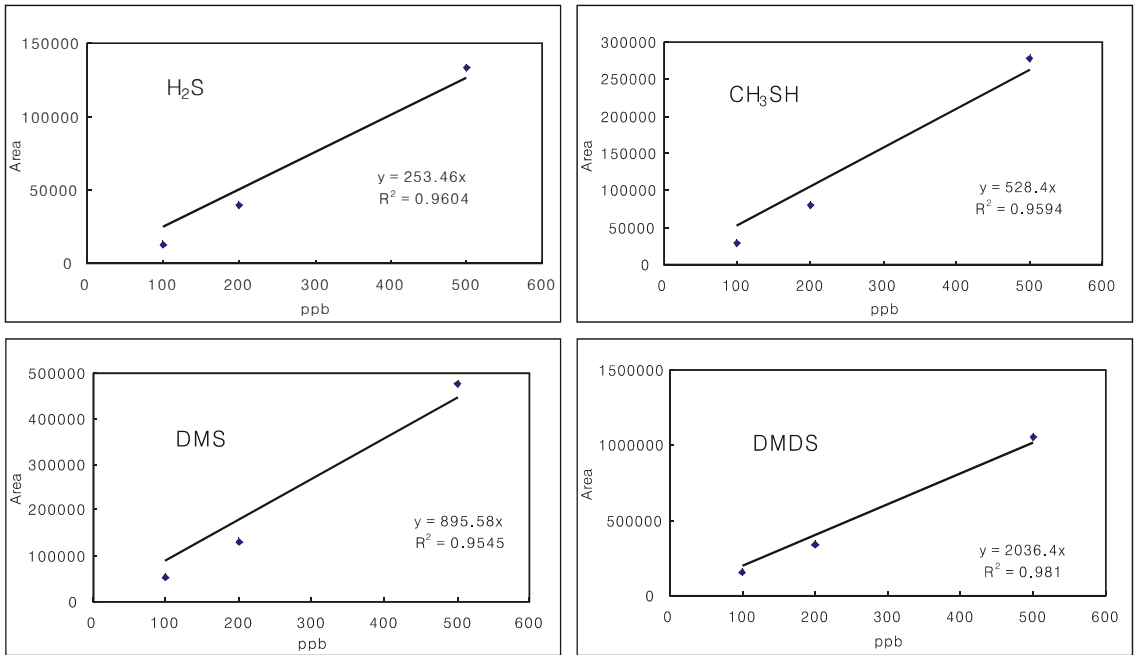 150000
100000
50000
0
Area
H₂S
y = 253.46x
R² = 0.9604
0 100 200 300 400 500 600
ppb
300000
250000
200000
150000
100000
50000
0
Area
CH₃SH
y = 528.4x
R² = 0.9594
0 100 200 300 400 500 600
ppb
500000
400000
300000
200000
100000
0
Area
DMS
y = 895.58x
R² = 0.9545
0 100 200 300 400 500 600
ppb
1500000
1000000
500000
0
Area
DMDS
y = 2036.4x
R² = 0.981
0 100 200 300 400 500 600
ppb